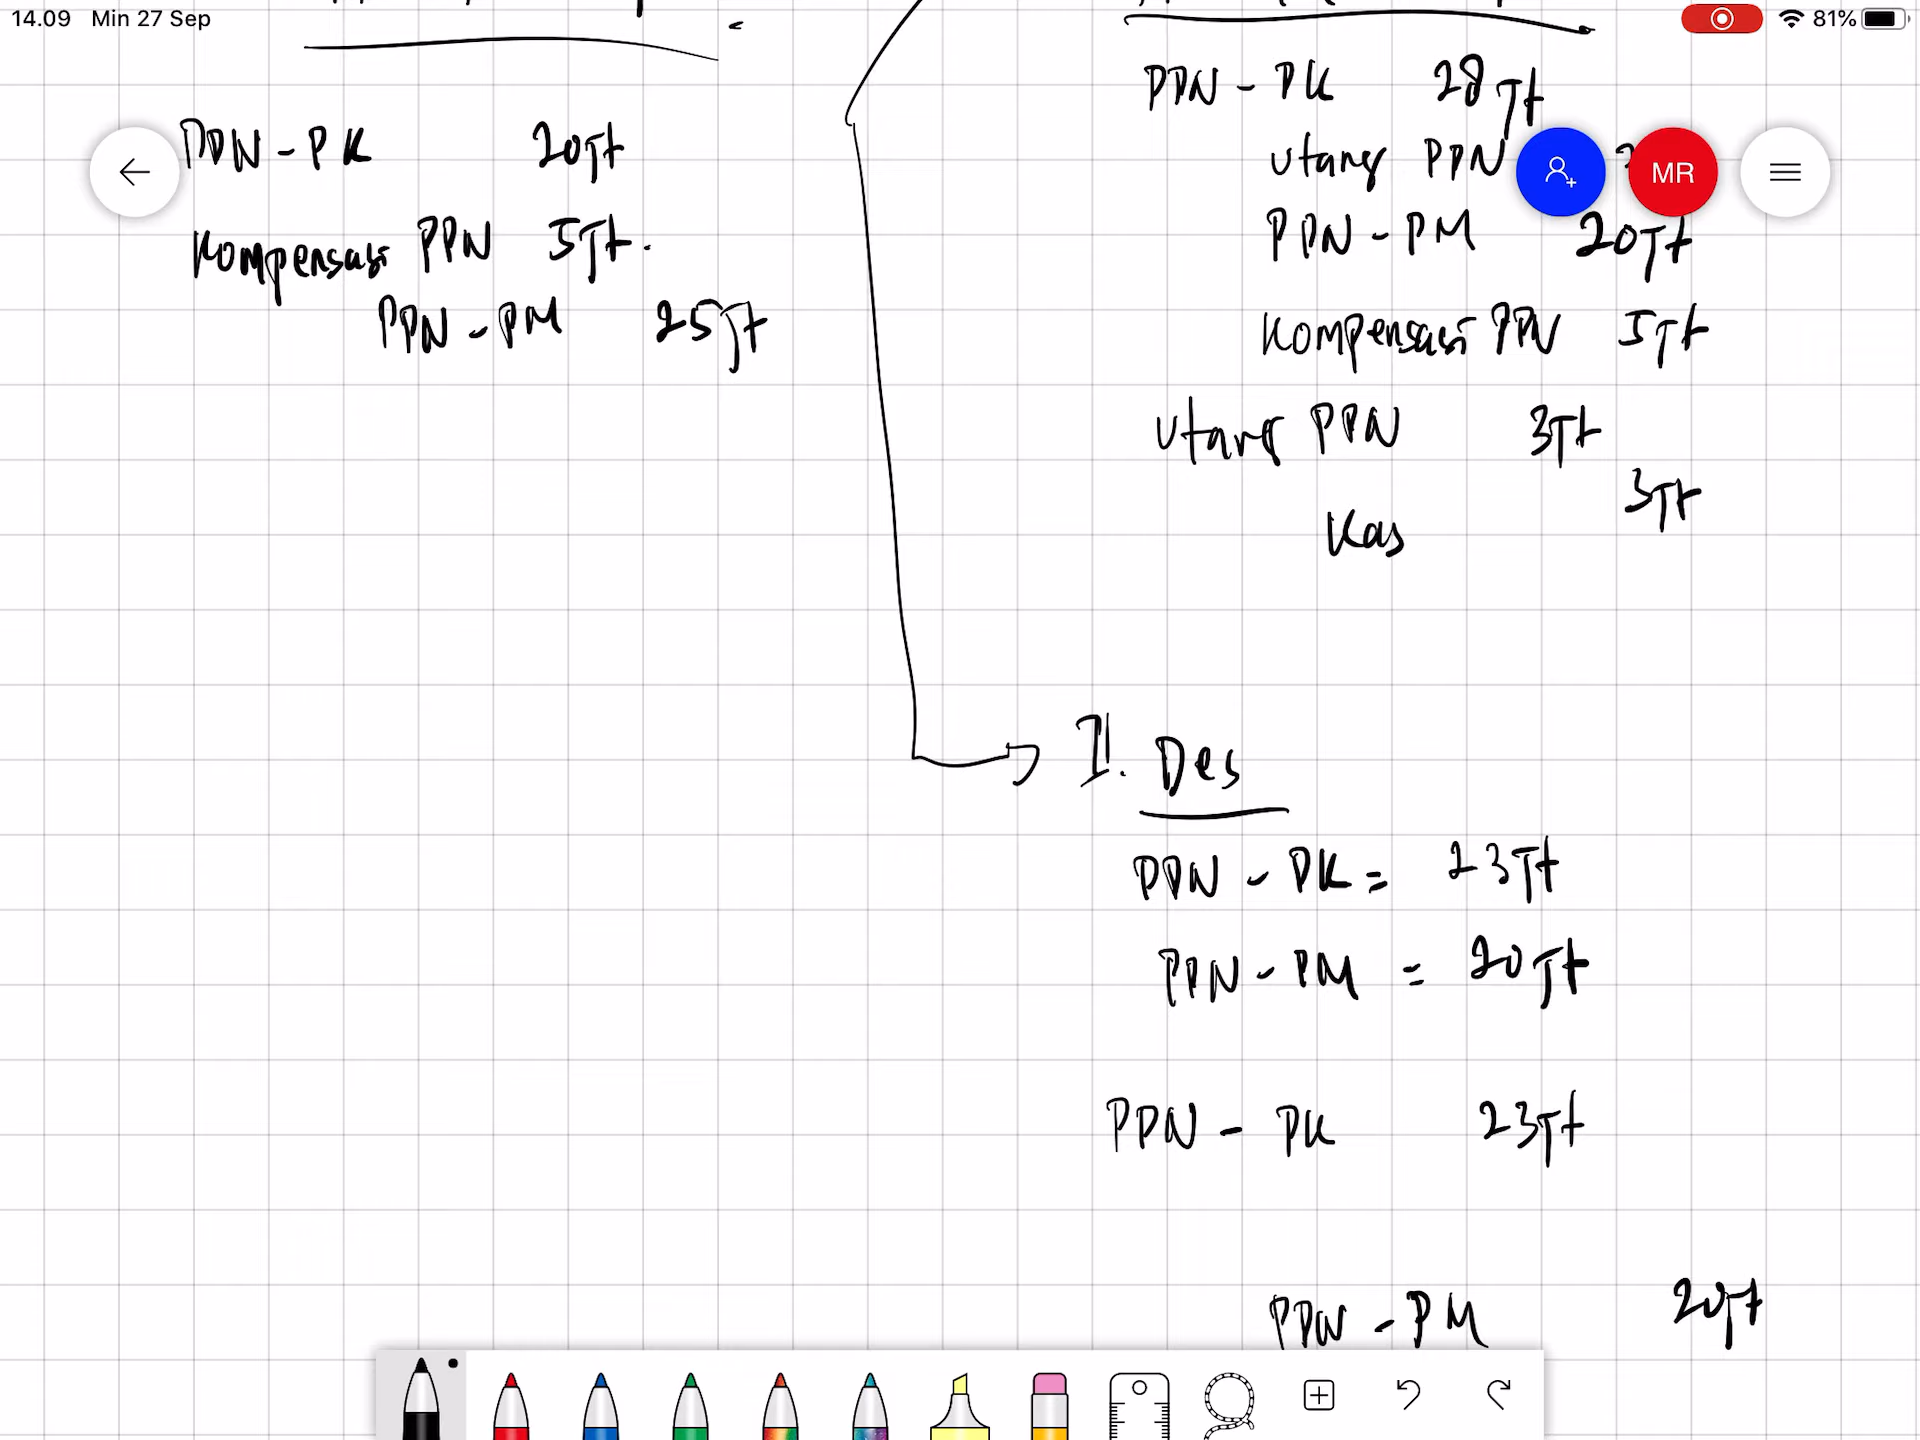 14.09 Min 27 Sep
81%
PPN - PK 20Jt
Kompensasi PPN 5Jt.
PPN - PM 25Jt
PPN - PK 28Jt
Utang PPN
MR
PPN - PM 20Jt
Kompensasi PPN 5Jt
Utang PPN 3Jt
Kas 3Jt
II. Des
PPN - PK = 23Jt
PPN - PM = 20Jt
PPN - PK 23Jt
PPN - PM 20Jt